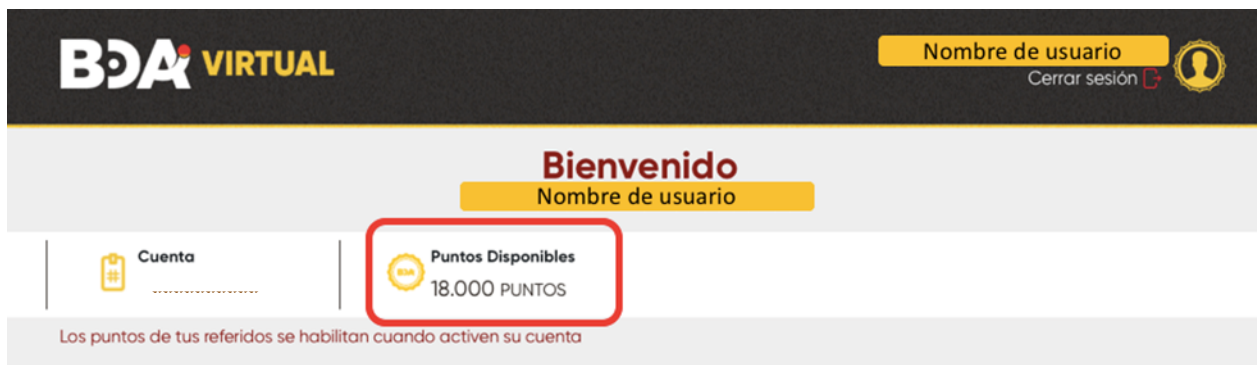 BDA VIRTUAL
Nombre de usuario
Cerrar sesión
Bienvenido
Nombre de usuario
Cuenta
#
BDA
Puntos Disponibles
18.000 PUNTOS
Los puntos de tus referidos se habilitan cuando activen su cuenta